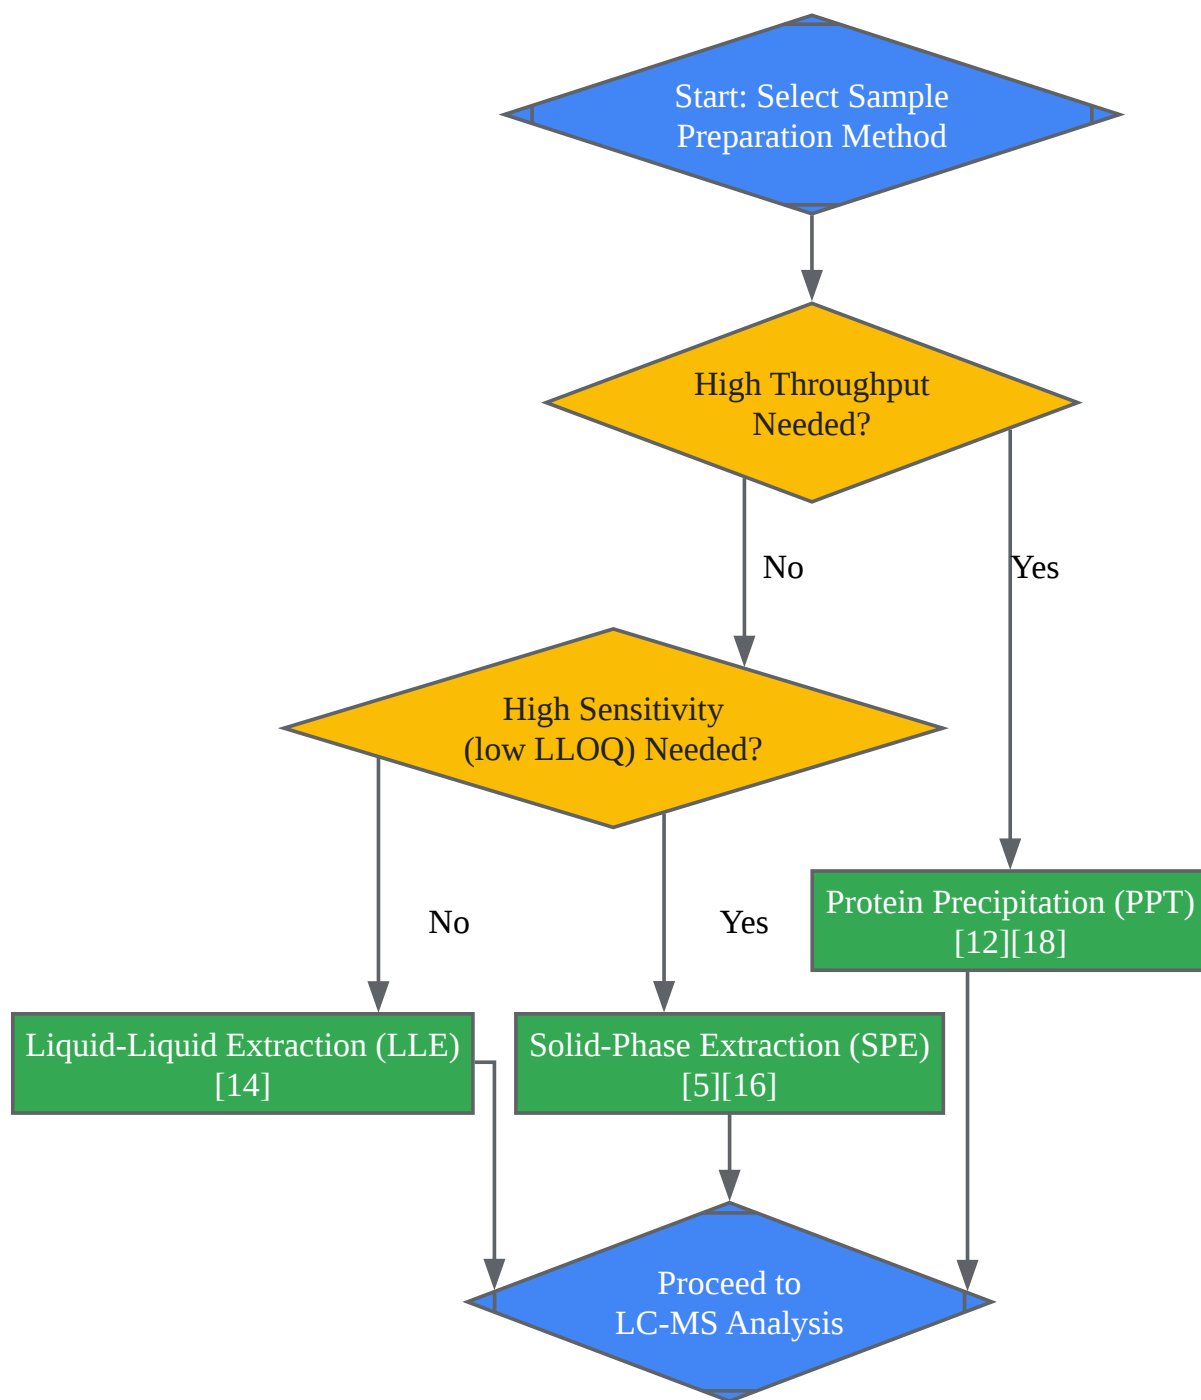 Start: Select Sample
Preparation Method
High Throughput
Needed?
No
Yes
High Sensitivity
(low LLOQ) Needed?
No
Yes
Protein Precipitation (PPT)
[12][18]
Liquid-Liquid Extraction (LLE)
[14]
Solid-Phase Extraction (SPE)
[5][16]
Proceed to
LC-MS Analysis